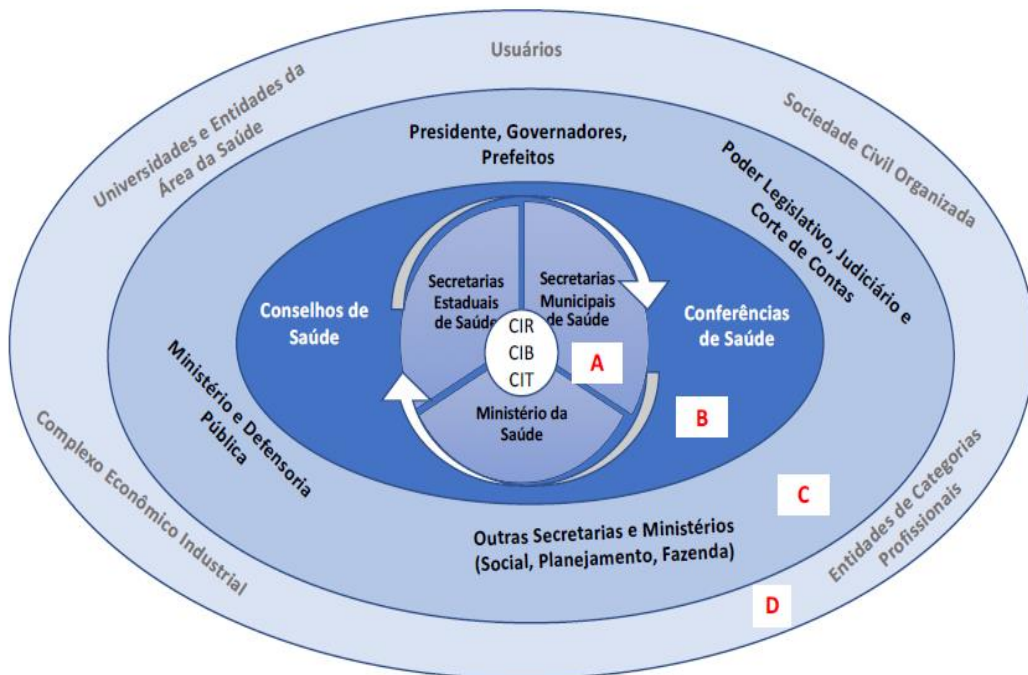 Usuários
Universidades e Entidades da
Área da Saúde
Sociedade Civil Organizada
Presidente, Governadores,
Prefeitos
Poder Legislativo, Judiciário e
Corte de Contas
Secretarias
Estaduais
de Saúde
Secretarias
Municipais
de Saúde
Conselhos de
Saúde
Conferências
de Saúde
CIR
CIB
CIT
A
Ministério da
Saúde
B
Ministério e Defensoria
Pública
C
Outras Secretarias e Ministérios
(Social, Planejamento, Fazenda)
Complexo Econômico Industrial
Entidades de Categorias
Profissionais
D